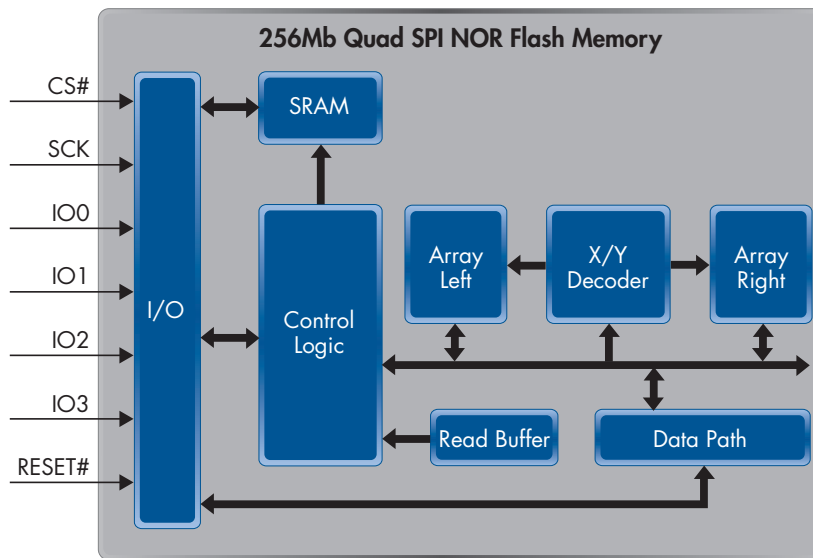 256Mb Quad SPI NOR Flash Memory
CS#
SCK
IO0
IO1
IO2
IO3
RESET#
I/O
SRAM
Control
Logic
Array
Left
X/Y
Decoder
Array
Right
Read Buffer
Data Path